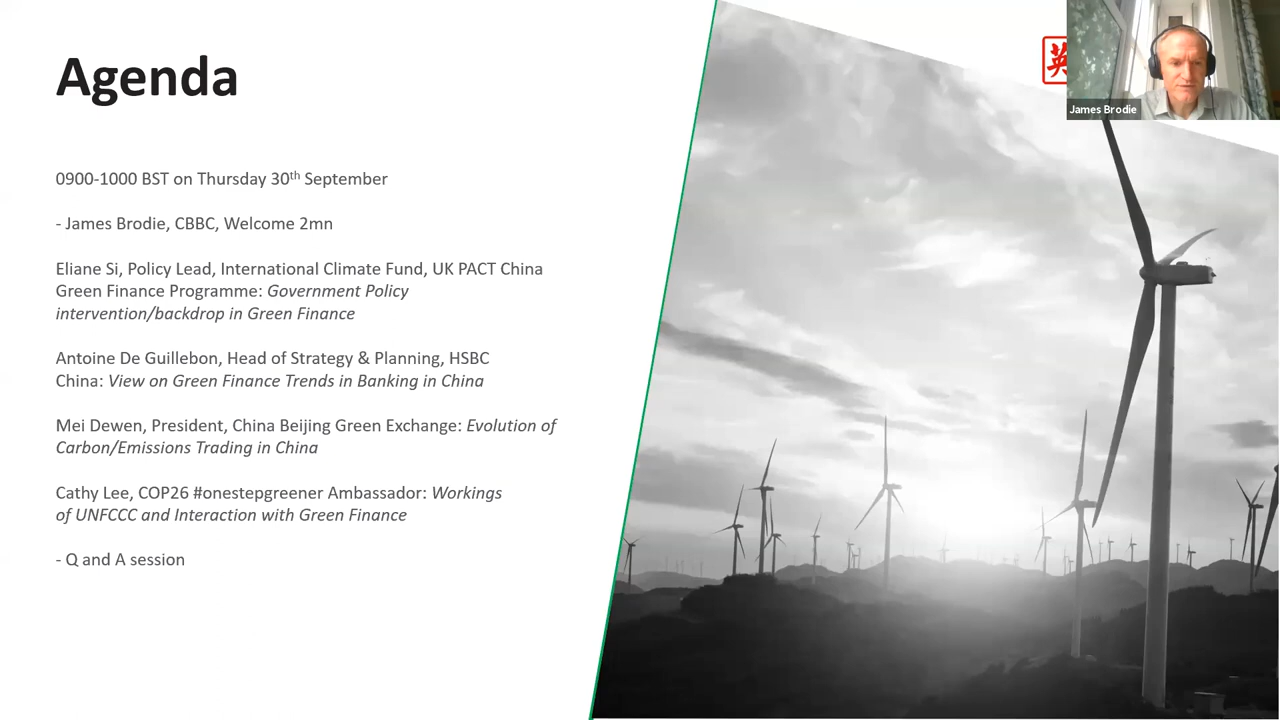 Agenda
0900-1000 BST on Thursday 30th September
- James Brodie, CBBC, Welcome 2mn
Eliane Si, Policy Lead, International Climate Fund, UK PACT China
Green Finance Programme: Government Policy
intervention/backdrop in Green Finance
Antoine De Guillebon, Head of Strategy & Planning, HSBC
China: View on Green Finance Trends in Banking in China
Mei Dewen, President, China Beijing Green Exchange: Evolution of
Carbon/Emissions Trading in China
Cathy Lee, COP26 #onestepgreener Ambassador: Workings
of UNFCCC and Interaction with Green Finance
- Q and A session
英
James Brodie